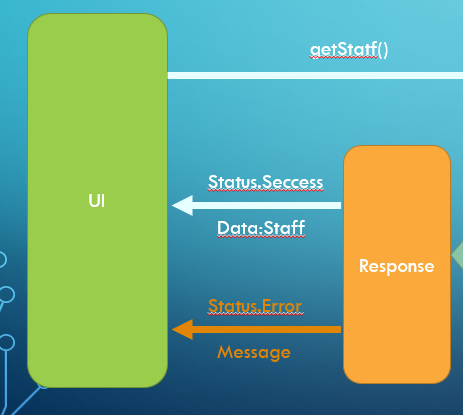 getStatf()
UI
Status.Seccess
Data:Staff
Response
Status.Error
Message